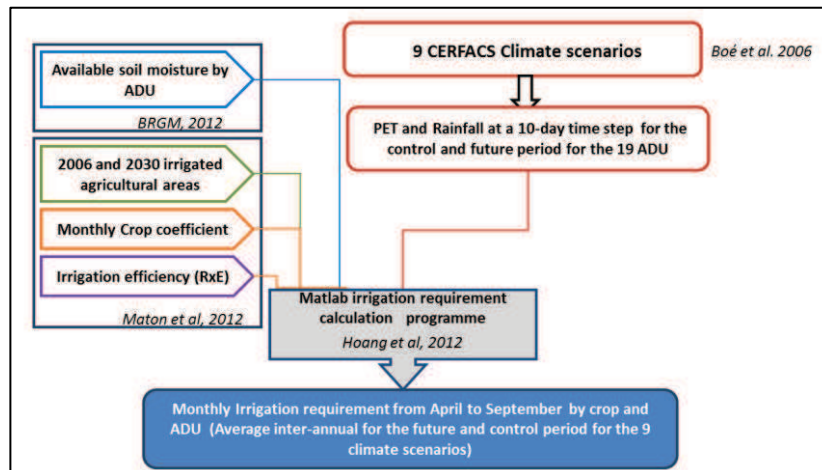 Available soil moisture by
ADU
BRGM, 2012
2006 and 2030 irrigated
agricultural areas
Monthly Crop coefficient
Irrigation efficiency (RxE)
Maton et al, 2012
9 CERFACS Climate scenarios
Boé et al. 2006
PET and Rainfall at a 10-day time step for the
control and future period for the 19 ADU
Matlab irrigation requirement
calculation programme
Hoang et al, 2012
Monthly Irrigation requirement from April to September by crop and
ADU (Average inter-annual for the future and control period for the 9
climate scenarios)